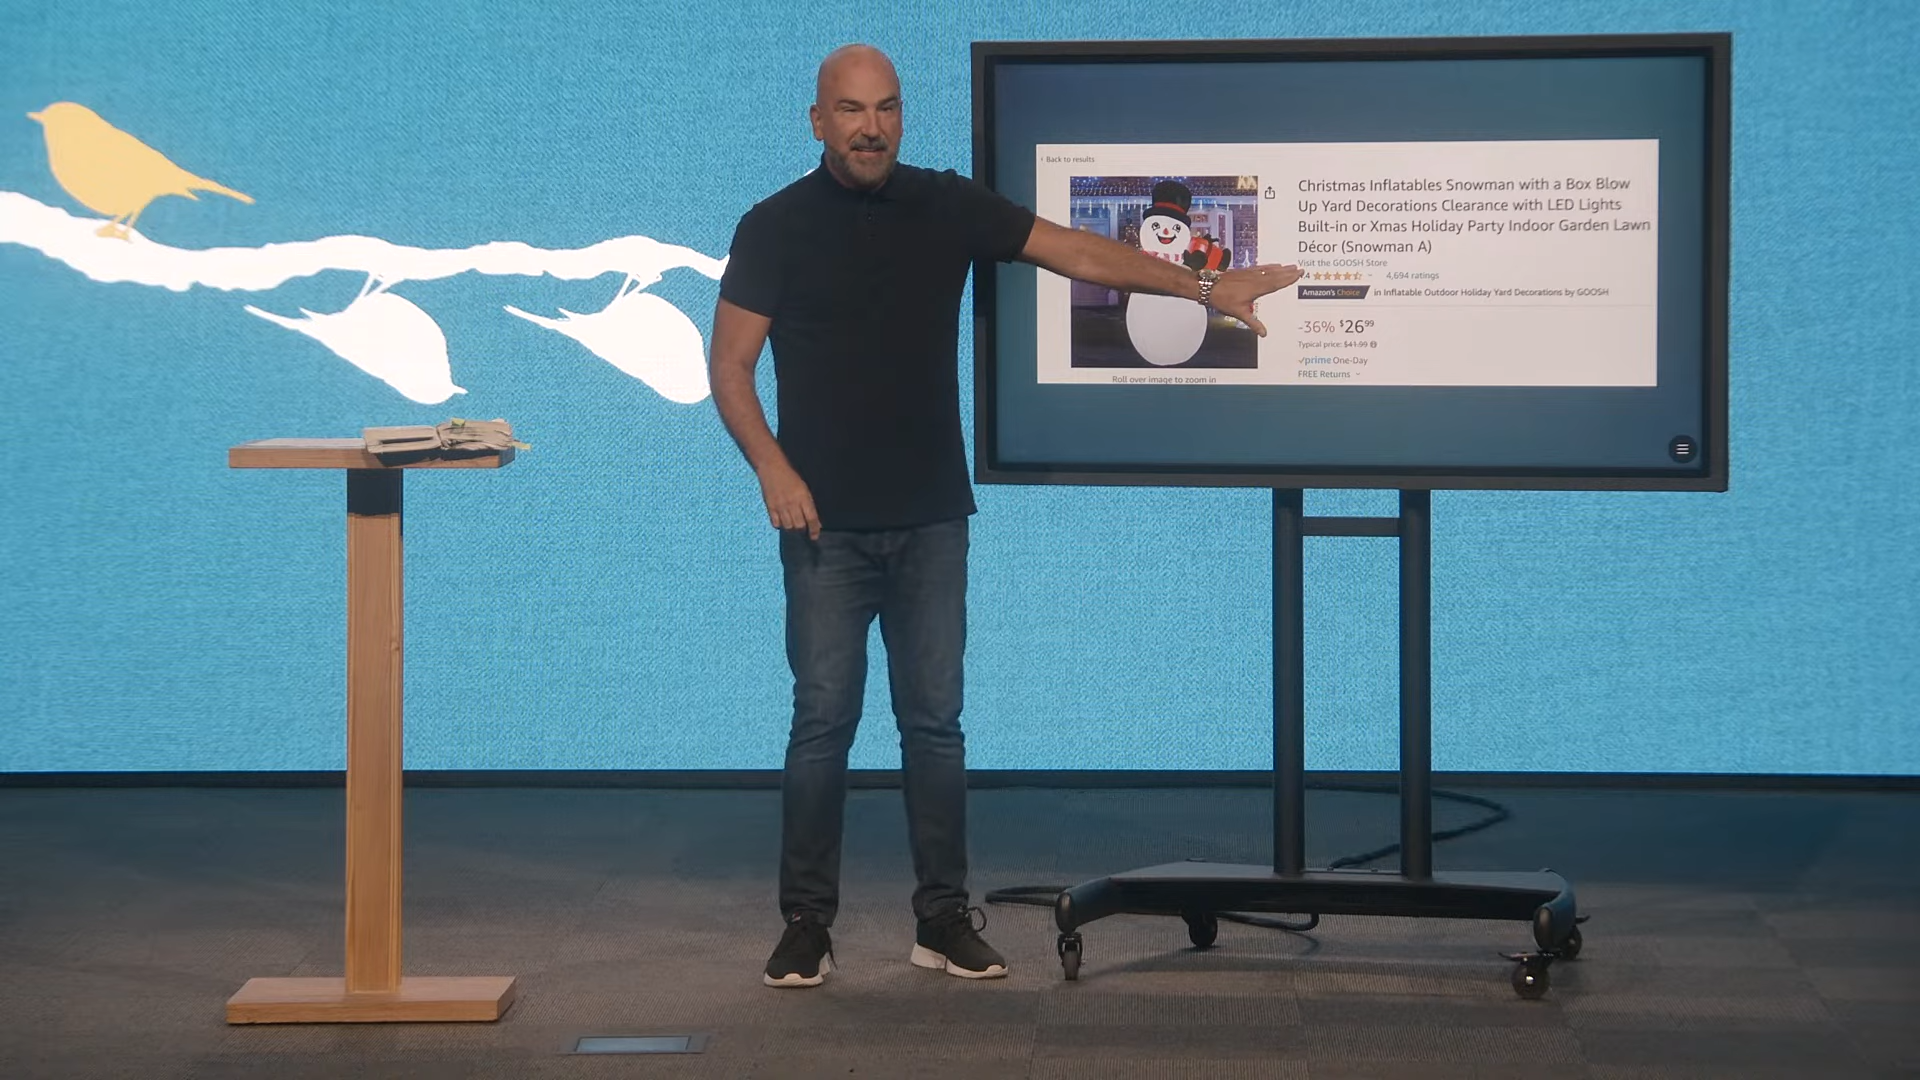 ‹ Back to results
Christmas Inflatables Snowman with a Box Blow
Up Yard Decorations Clearance with LED Lights
Built-in or Xmas Holiday Party Indoor Garden Lawn
Décor (Snowman A)
Visit the GOOSH Store
4,694 ratings
Amazon's Choice in Inflatable Outdoor Holiday Yard Decorations by GOOSH
-36% $26⁹⁹
Typical price: $41.99
✓prime One-Day
FREE Returns
Roll over image to zoom in